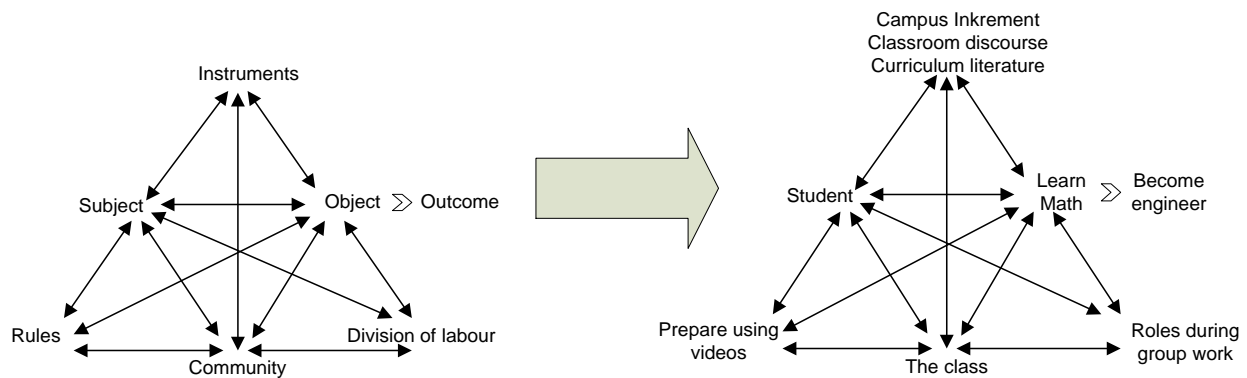 Instruments
Subject
Object
Outcome
Rules
Division of labour
Community
Campus Inkrement
Classroom discourse
Curriculum literature
Student
Learn
Math
Become
engineer
Prepare using
videos
The class
Roles during
group work